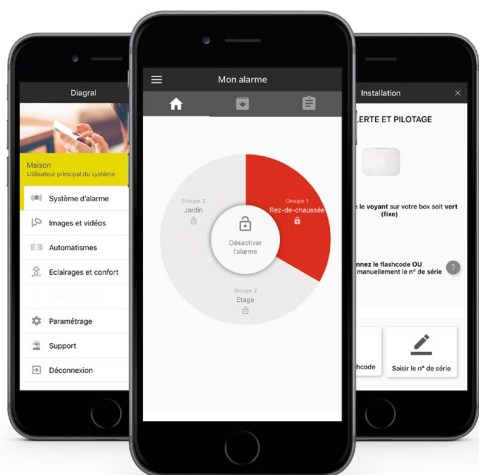 Diagral
Maison
Utilisateur principal du système
Système d'alarme
Images et vidéos
Automatismes
Eclairages et confort
Paramétrage
Support
Déconnexion
Mon alarme
Groupe 3
Jardin
Groupe 1
Rez-de-chaussée
Désactiver
l'alarme
Groupe 2
Etage
Installation
LERTE ET PILOTAGE
le voyant sur votre box soit vert
(fixe)
nnez le flashcode OU
manuellement le n° de série
?
hcode
Saisir le n° de série